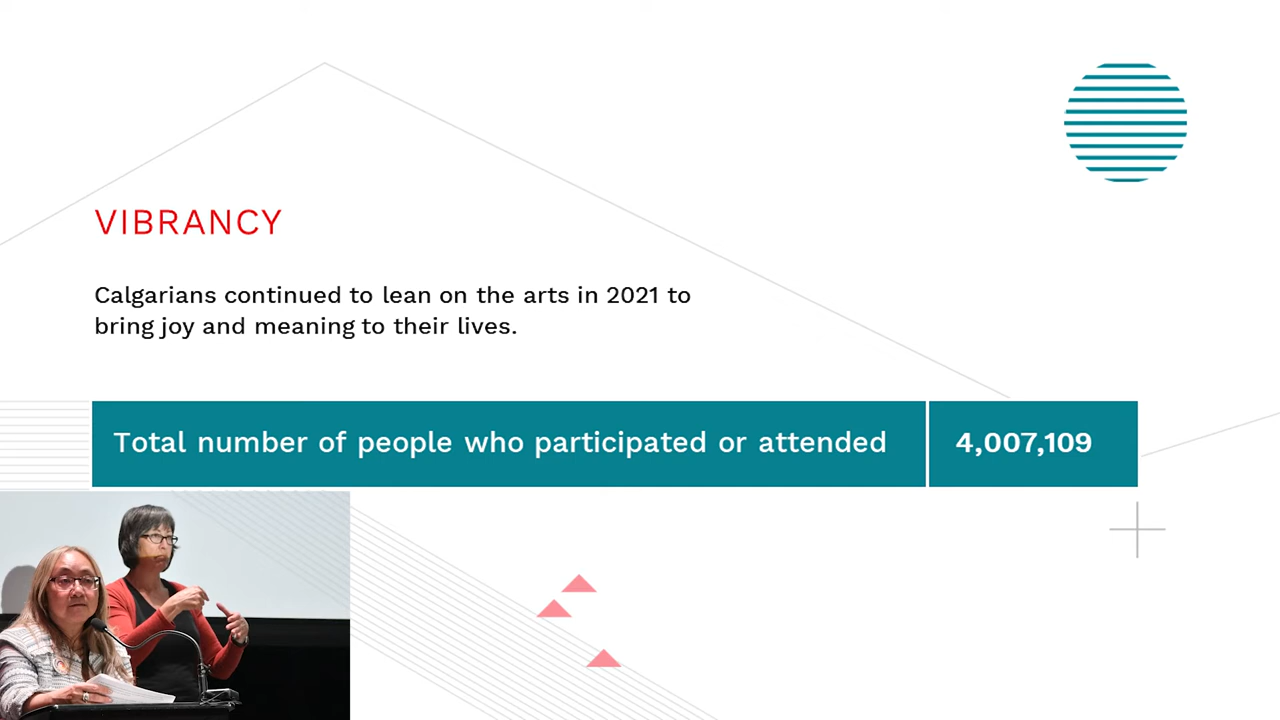 VIBRANCY
Calgarians continued to lean on the arts in 2021 to
bring joy and meaning to their lives.
Total number of people who participated or attended
4,007,109